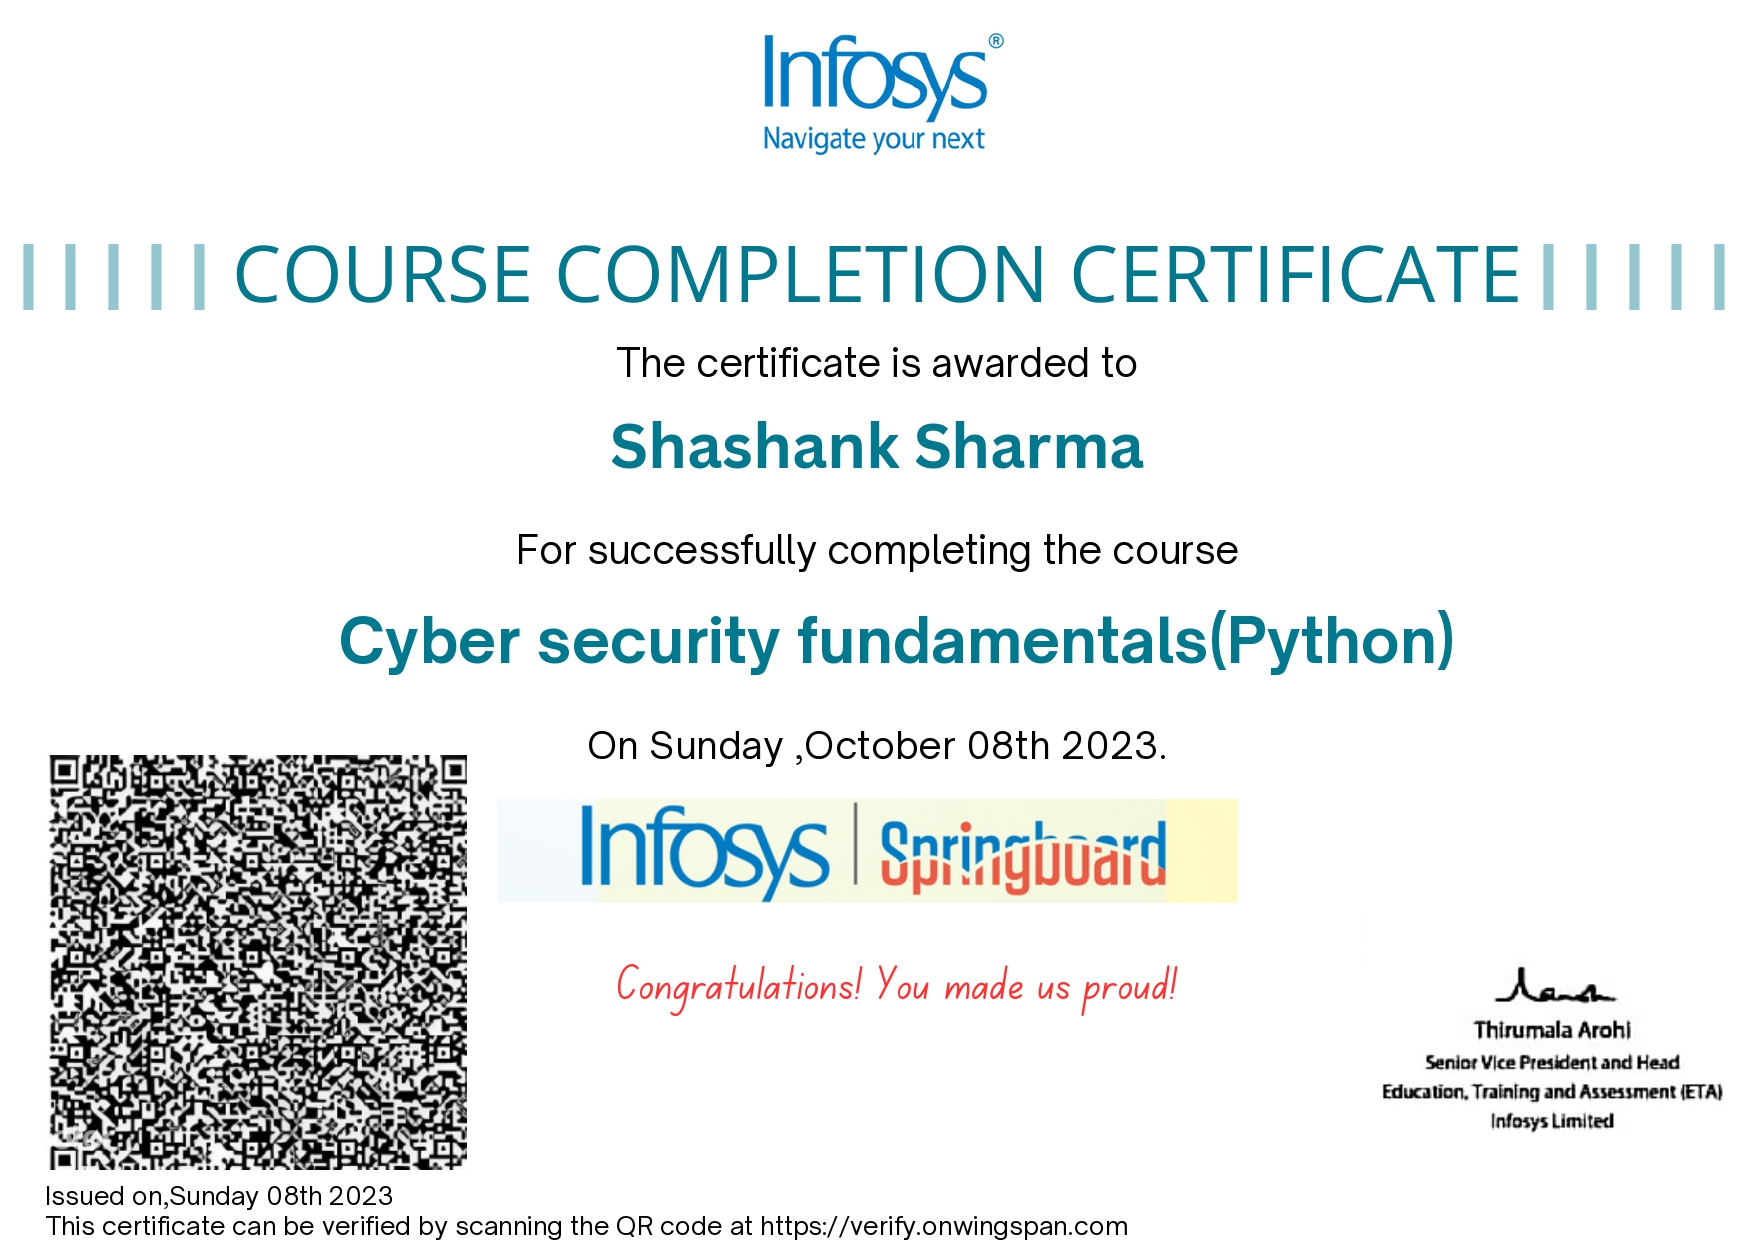 Infosys®
Navigate your next
COURSE COMPLETION CERTIFICATE
The certificate is awarded to
Shashank Sharma
For successfully completing the course
Cyber security fundamentals(Python)
On Sunday ,October 08th 2023.
Infosys | Springboard
Congratulations! You made us proud!
Thirumala Arohi
Senior Vice President and Head
Education, Training and Assessment (ETA)
Infosys Limited
Issued on,Sunday 08th 2023
This certificate can be verified by scanning the QR code at https://verify.onwingspan.com